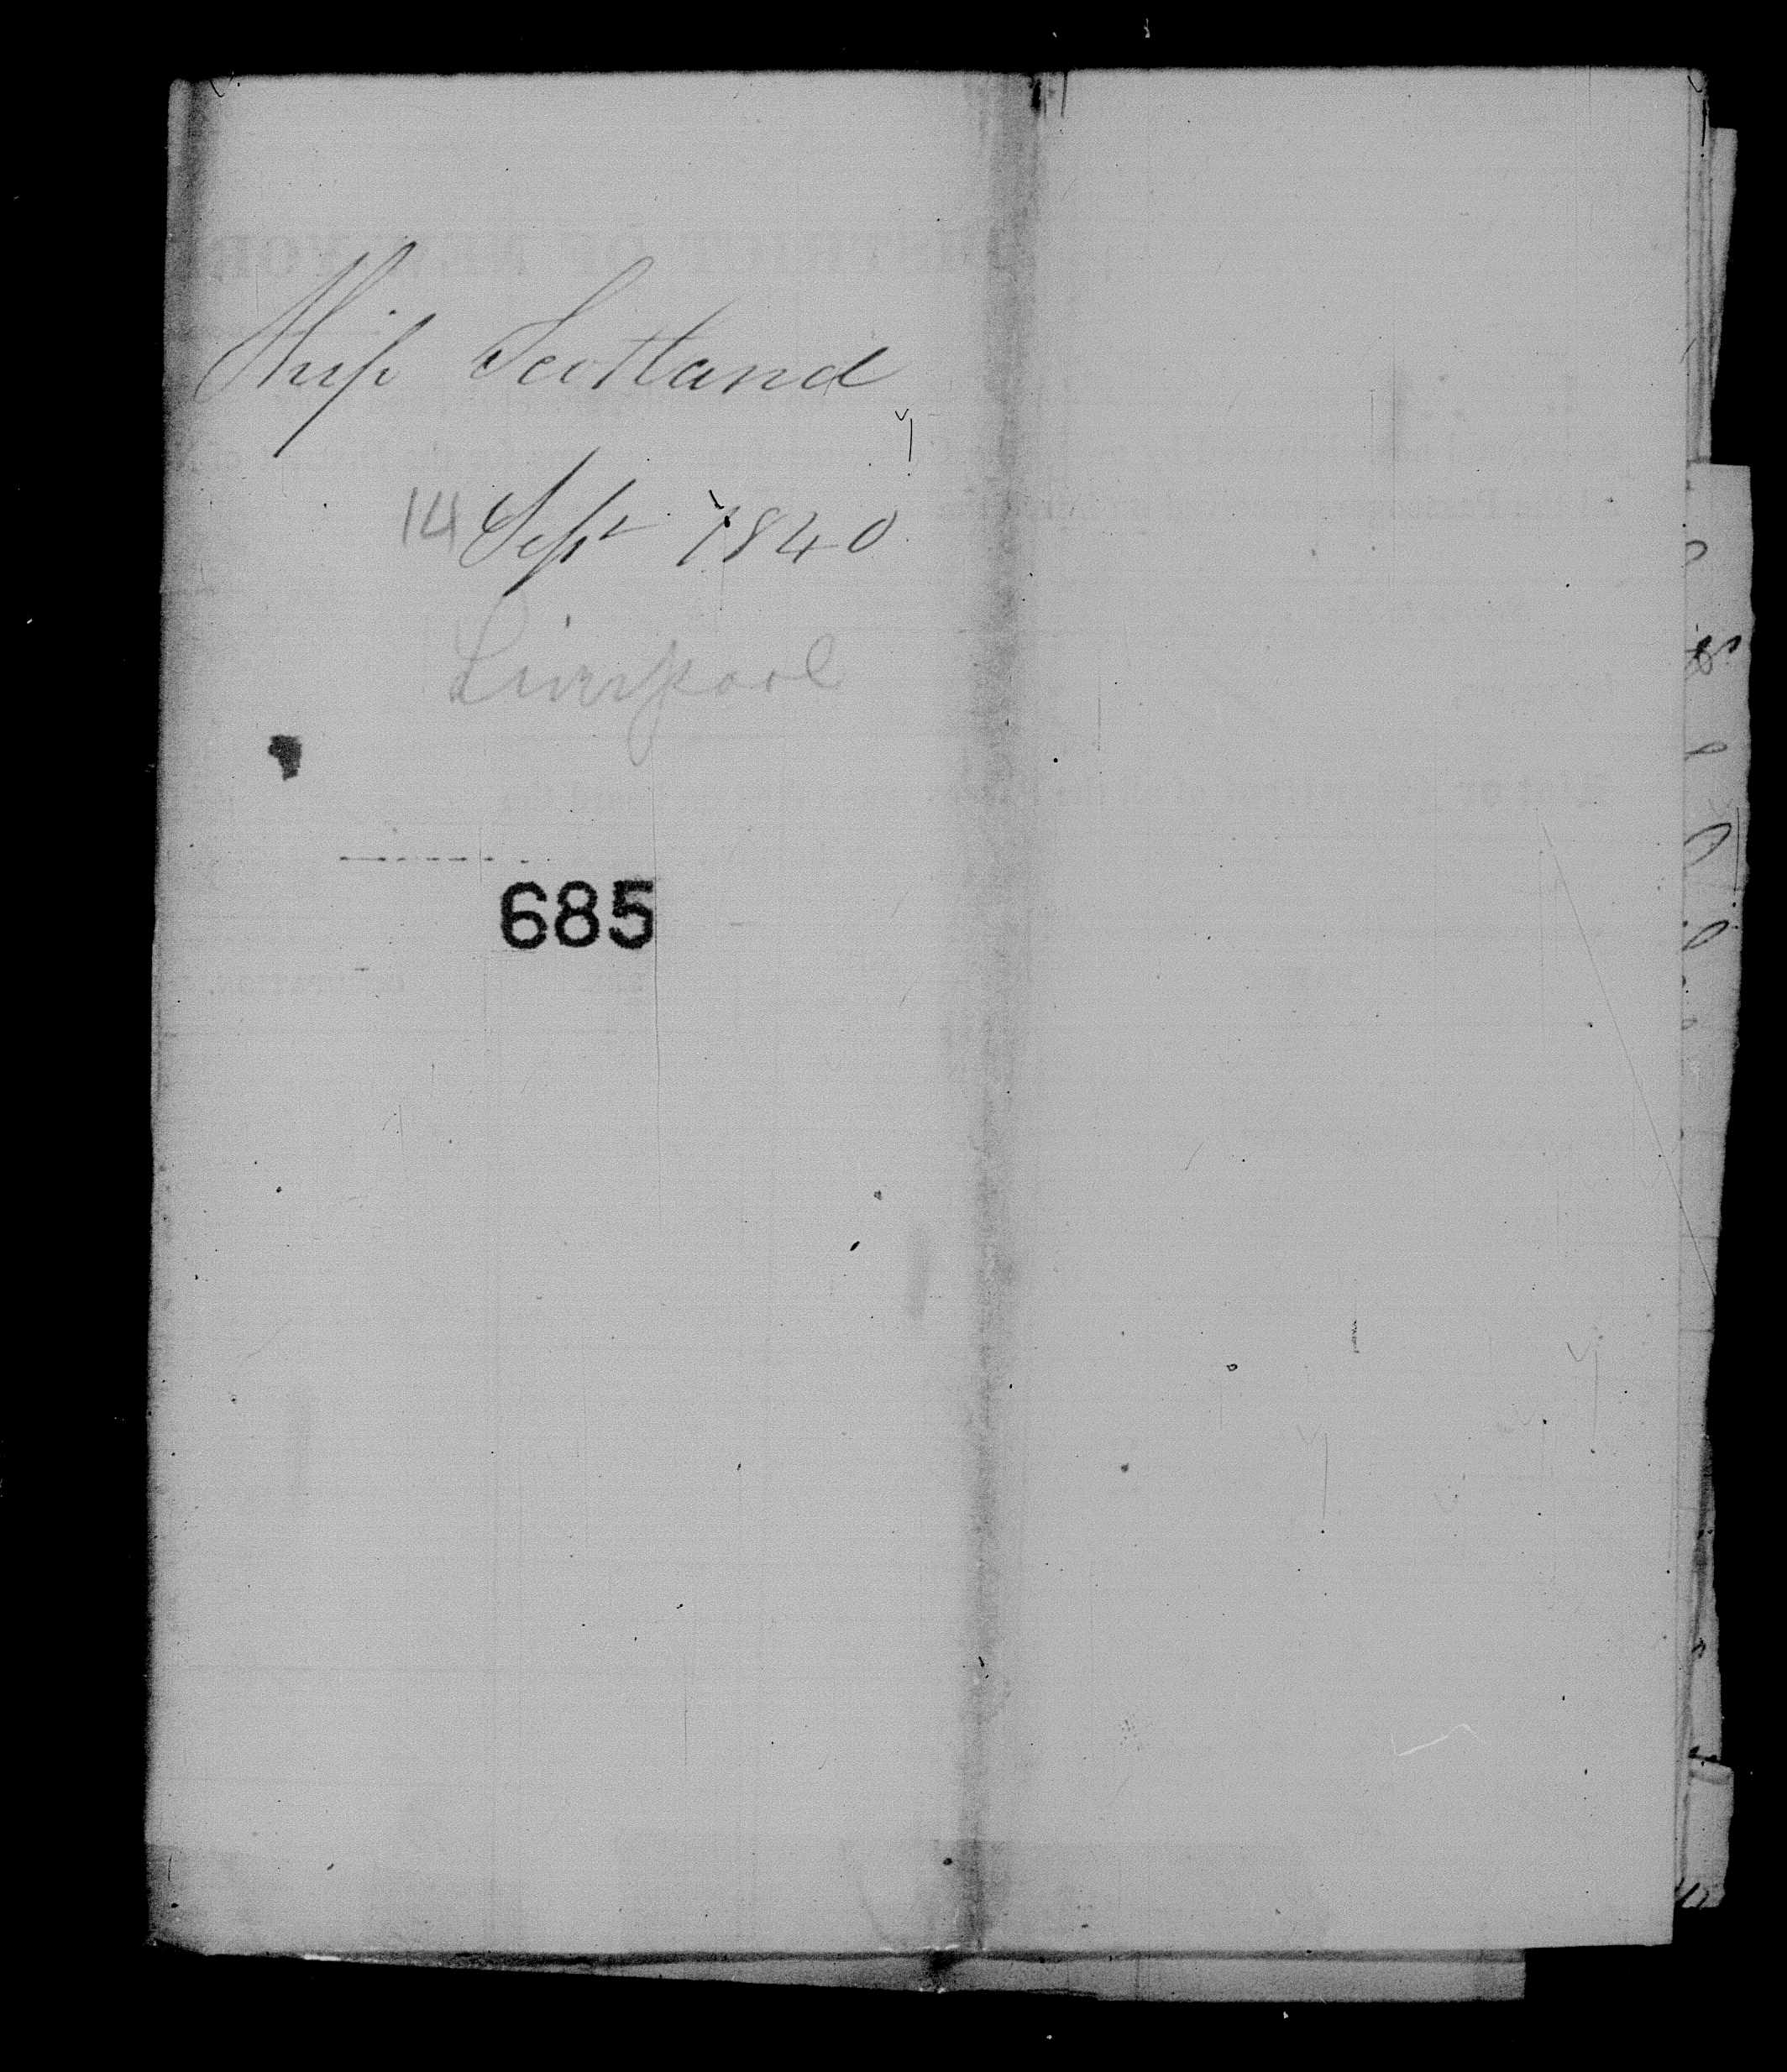 Ship Scotland
14 Sept 1840
Liverpool
685